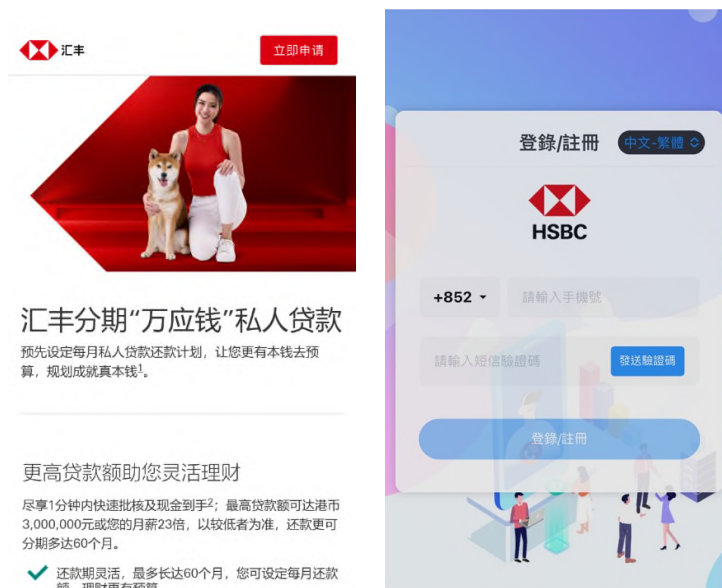 汇丰
立即申请
汇丰分期“万应钱”私人贷款
预先设定每月私人贷款还款计划，让您更有本钱去预
算，规划成就真本钱1。
更高贷款额助您灵活理财
尽享1分钟内快速批核及现金到手2；最高贷款额可达港币
3,000,000元或您的月薪23倍，以较低者为准，还款更可
分期多达60个月。
还款期灵活，最多长达60个月，您可设定每月还款
额，理财更有预算
登錄/註冊
中文-繁體
HSBC
+852
請輸入手機號
請輸入短信驗證碼
發送驗證碼
登錄/註冊